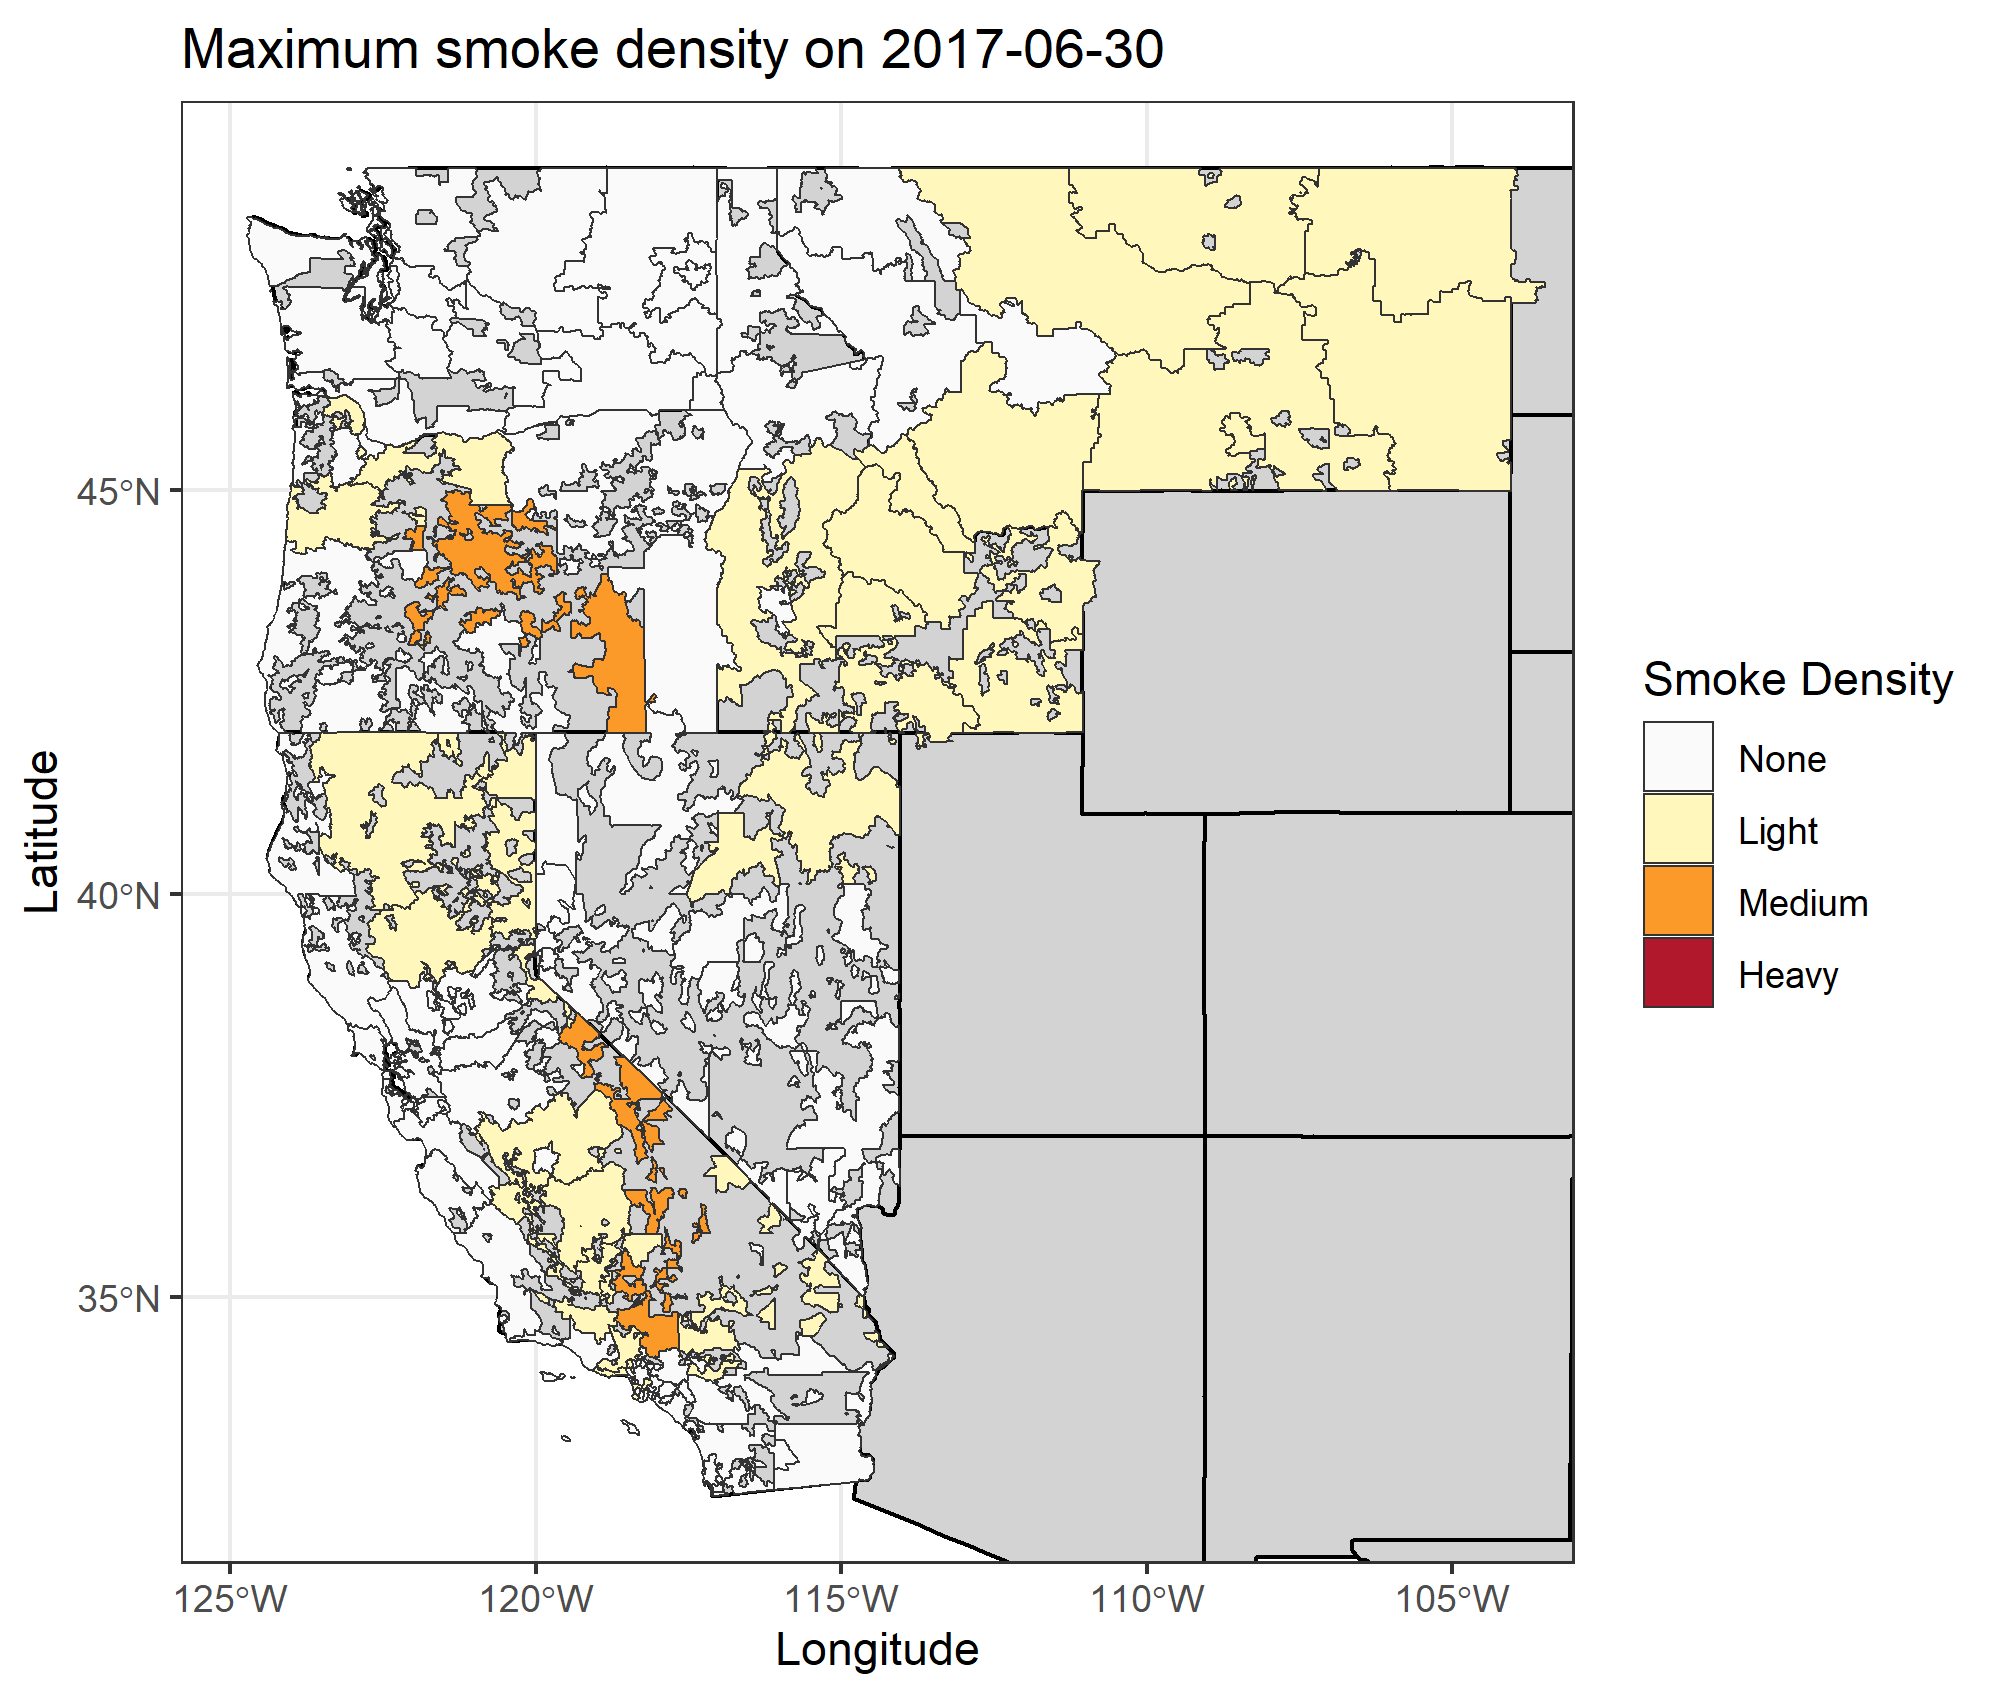 Maximum smoke density on 2017-06-30
45°N
40°N
35°N
Latitude
125°W
120°W
115°W
110°W
105°W
Longitude
Smoke Density
None
Light
Medium
Heavy